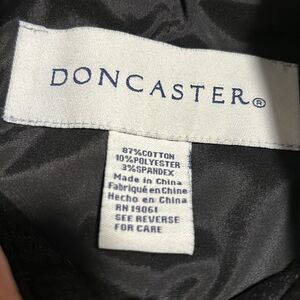 DONCASTER®
87%COTTON
10%POLYESTER
3%SPANDEX
Made in China
Fabriqué en Chine
Hecho en China
RN 19061
SEE REVERSE
FOR CARE